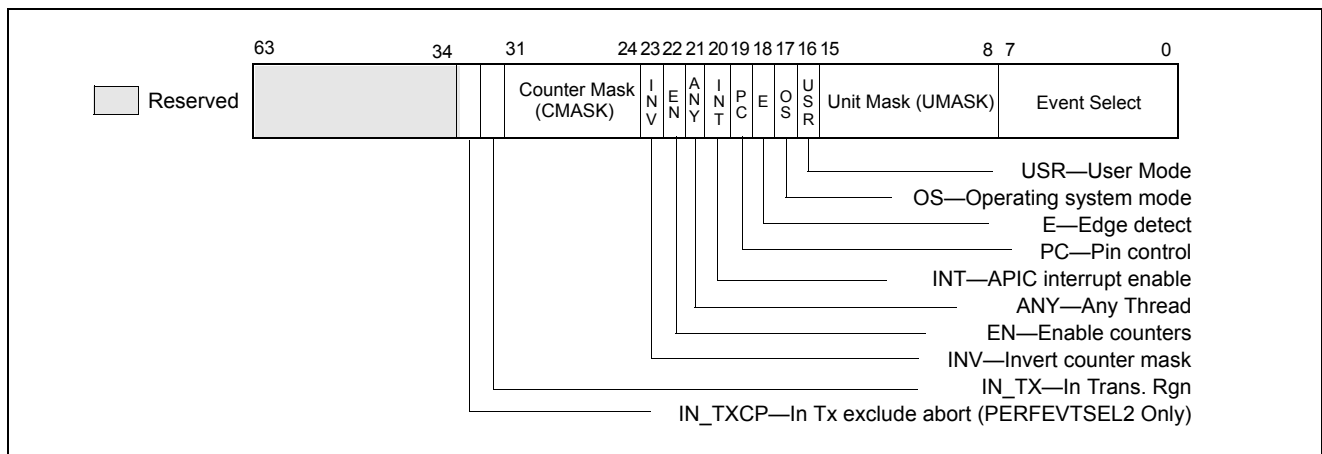 63 34 31 24 23 22 21 20 19 18 17 16 15 8 7 0
Reserved
Counter Mask (CMASK)
INV
EN
ANY
INT
PC
E
OS
USR
Unit Mask (UMASK)
Event Select
USR—User Mode
OS—Operating system mode
E—Edge detect
PC—Pin control
INT—APIC interrupt enable
ANY—Any Thread
EN—Enable counters
INV—Invert counter mask
IN_TX—In Trans. Rgn
IN_TXCP—In Tx exclude abort (PERFEVTSEL2 Only)